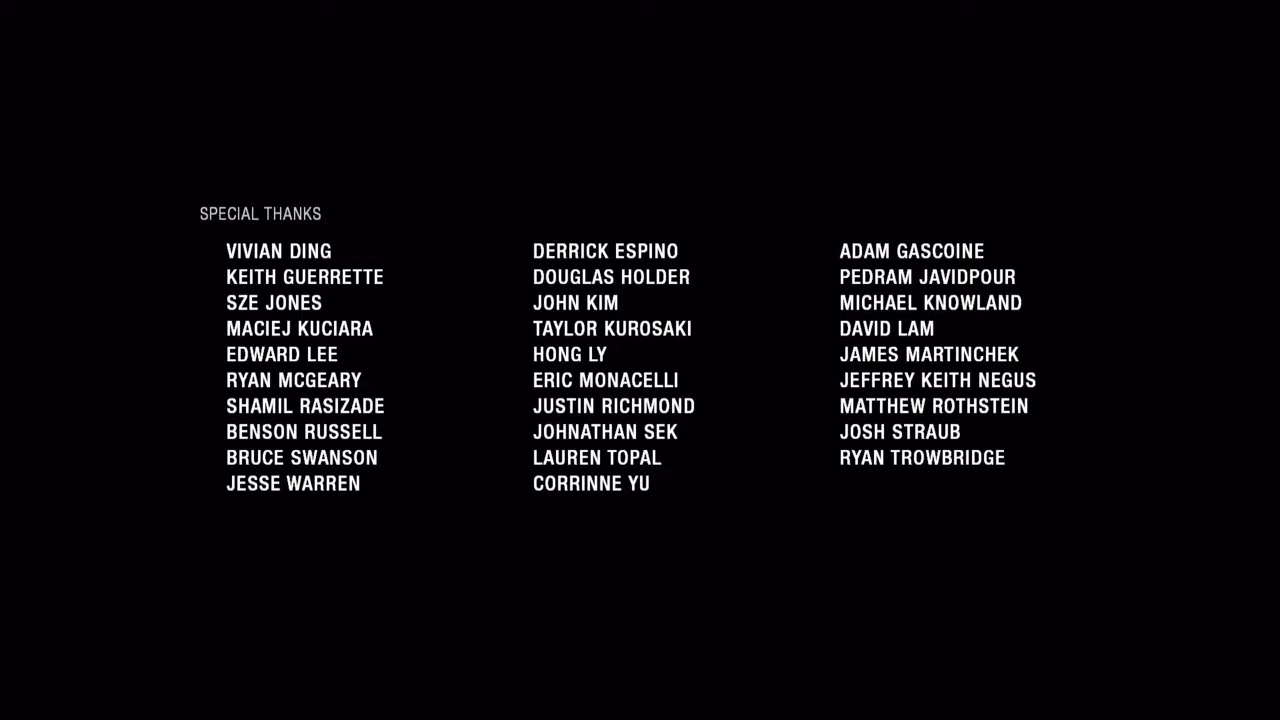 SPECIAL THANKS
VIVIAN DING
KEITH GUERRETTE
SZE JONES
MACIEJ KUCIARA
EDWARD LEE
RYAN MCGEARY
SHAMIL RASIZADE
BENSON RUSSELL
BRUCE SWANSON
JESSE WARREN
DERRICK ESPINO
DOUGLAS HOLDER
JOHN KIM
TAYLOR KUROSAKI
HONG LY
ERIC MONACELLI
JUSTIN RICHMOND
JOHNATHAN SEK
LAUREN TOPAL
CORRINNE YU
ADAM GASCOINE
PEDRAM JAVIDPOUR
MICHAEL KNOWLAND
DAVID LAM
JAMES MARTINCHEK
JEFFREY KEITH NEGUS
MATTHEW ROTHSTEIN
JOSH STRAUB
RYAN TROWBRIDGE